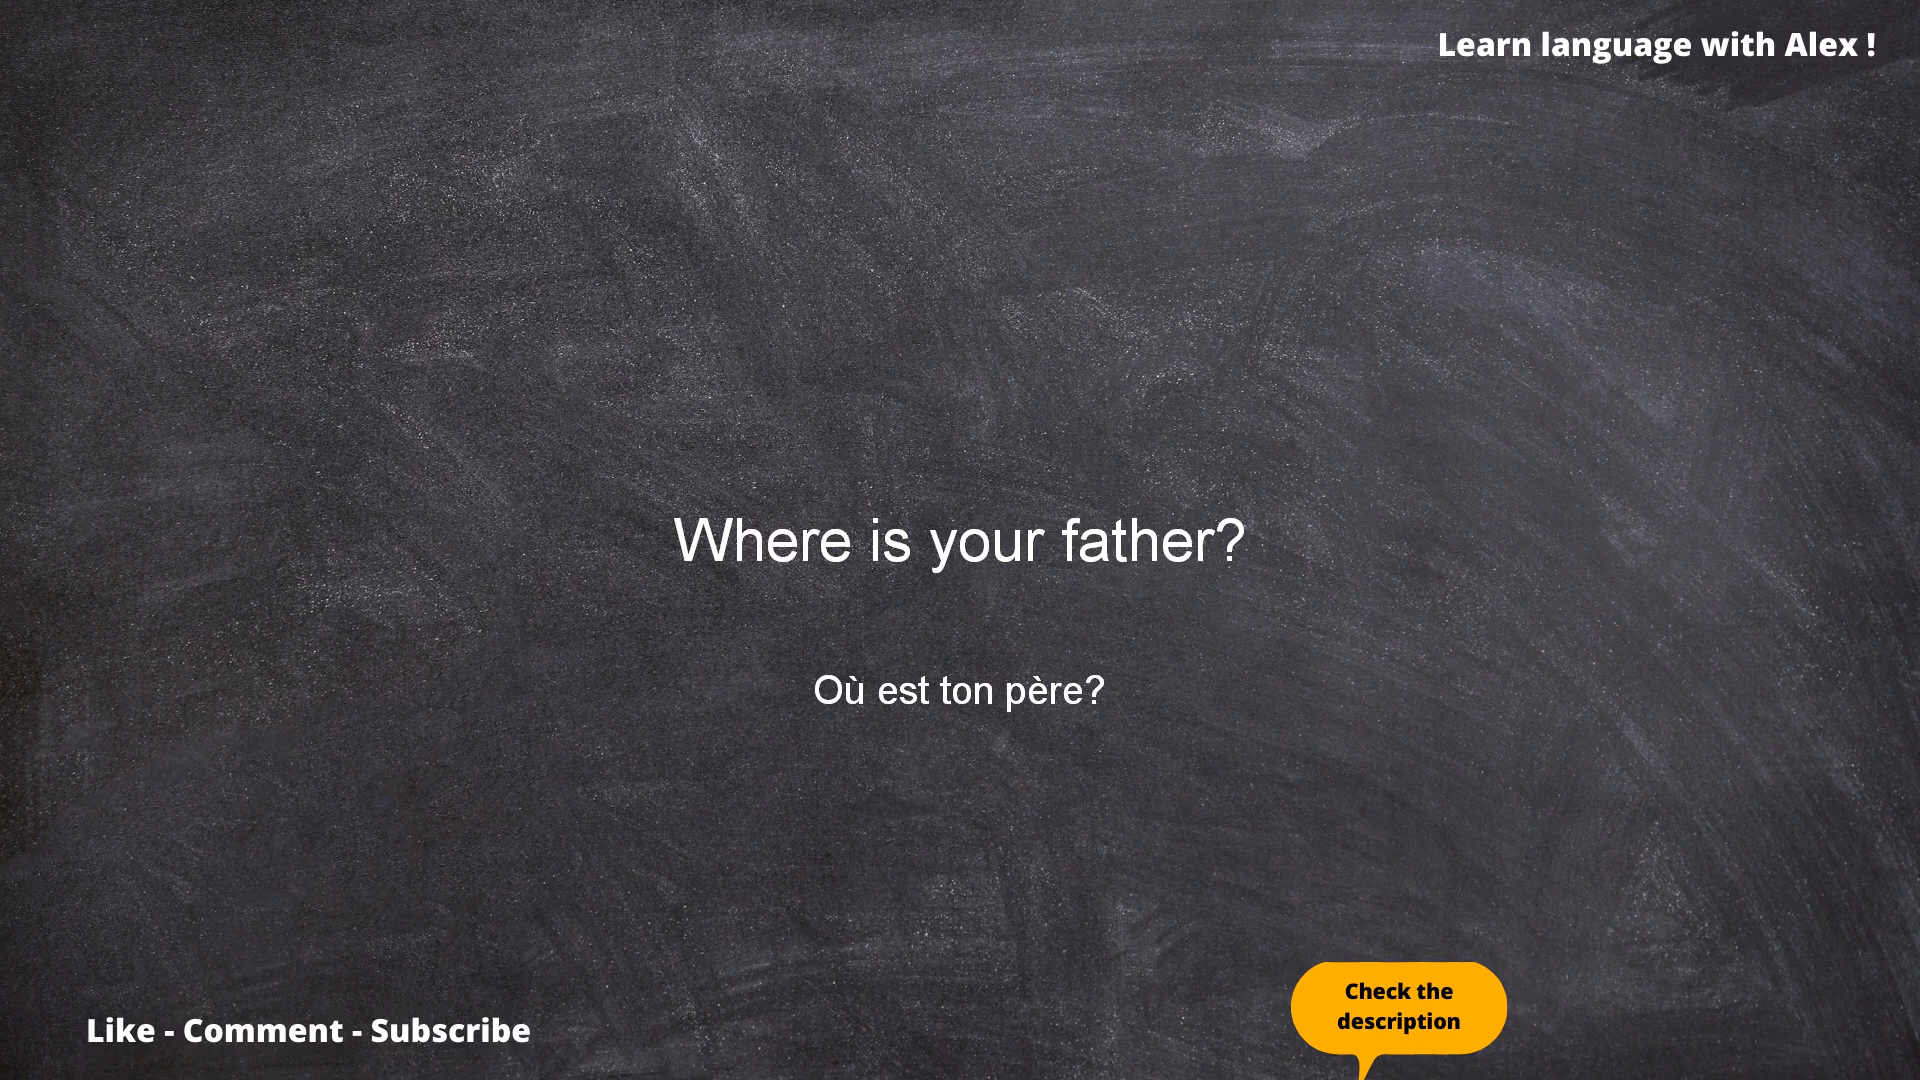 Learn language with Alex !
Where is your father?
Où est ton père?
Check the
description
Like - Comment - Subscribe